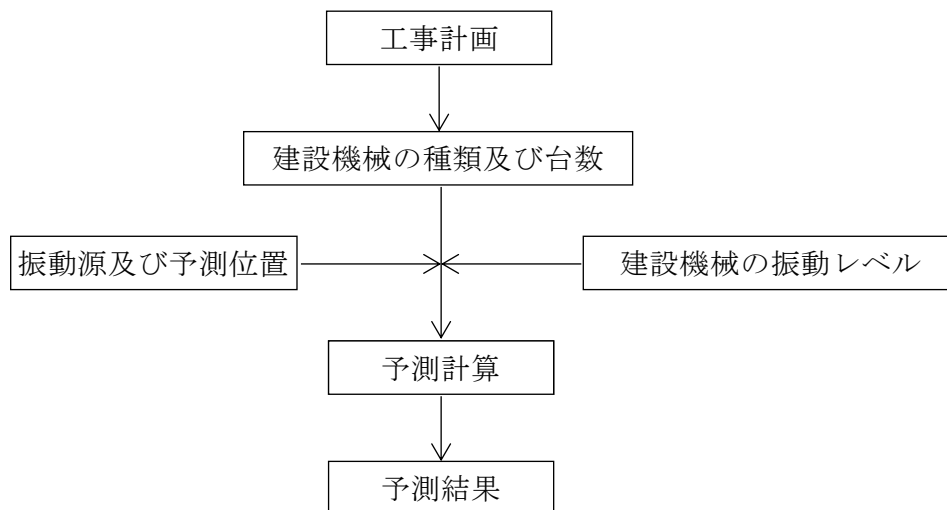 工事計画
建設機械の種類及び台数
振動源及び予測位置
建設機械の振動レベル
予測計算
予測結果